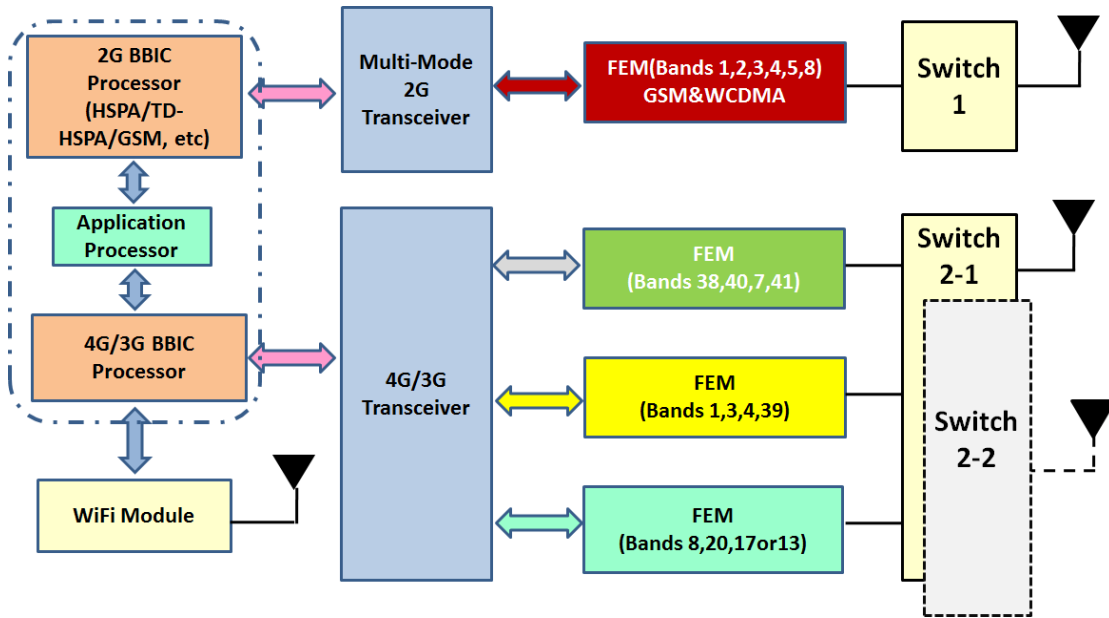 2G BBIC
Processor
(HSPA/TD-
HSPA/GSM, etc)
Multi-Mode
2G
Transceiver
FEM(Bands 1,2,3,4,5,8)
GSM&WCDMA
Switch
1
Application
Processor
4G/3G BBIC
Processor
WiFi Module
4G/3G
Transceiver
FEM
(Bands 38,40,7,41)
FEM
(Bands 1,3,4,39)
FEM
(Bands 8,20,17or13)
Switch
2-1
Switch
2-2